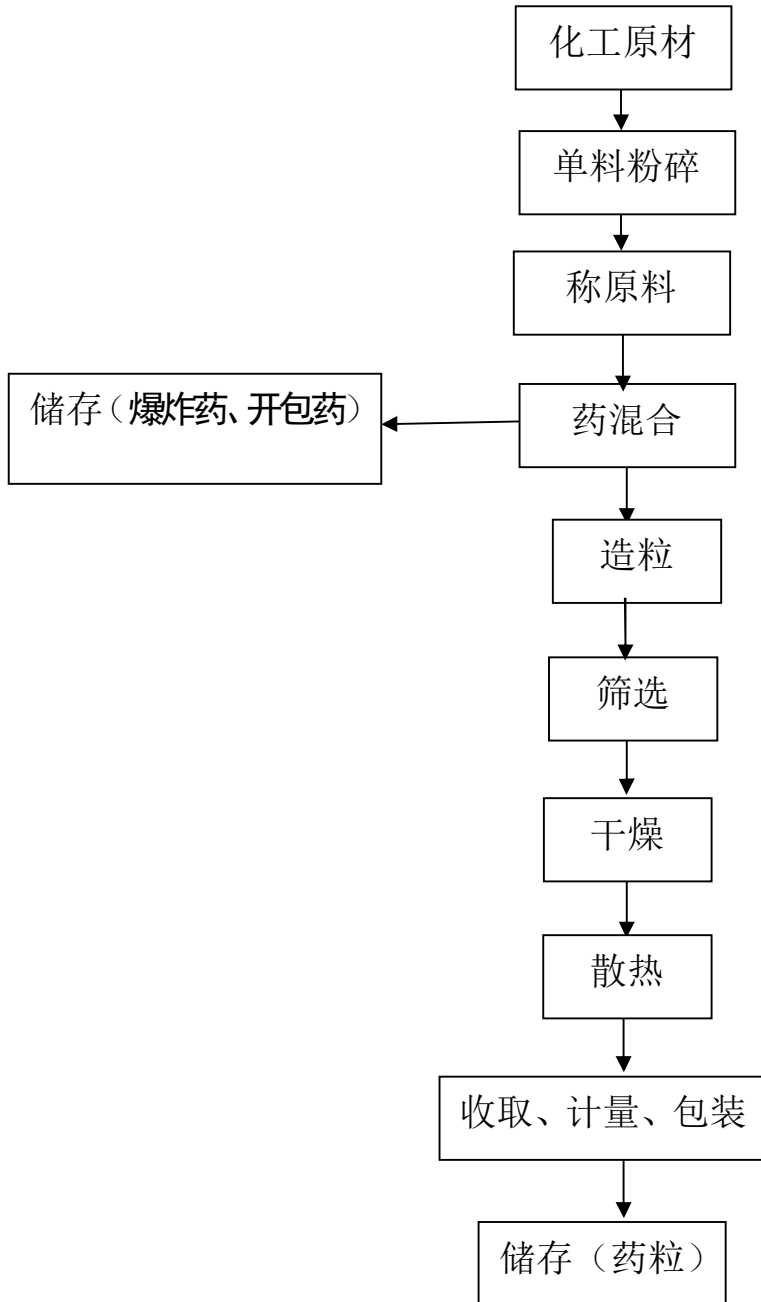 化工原材
单料粉碎
称原料
储存（爆炸药、开包药）
药混合
造粒
筛选
干燥
散热
收取、计量、包装
储存（药粒）